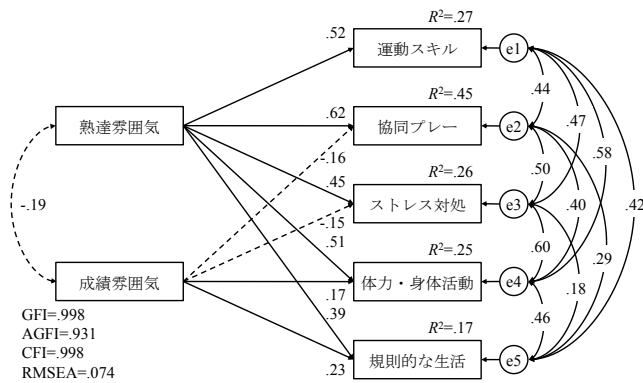 R²=.27
.52
運動スキル
e1
.44
R²=.45
.47
熟達雰囲気
.62
協同プレー
e2
.58
-.16
.50
R²=.26
.42
.45
-.19
ストレス対処
e3
.40
-.15
.51
R²=.25
.60
.29
成績雰囲気
体力・身体活動
e4
.18
.17
.39
R²=.17
.46
GFI=.998
AGFI=.931
CFI=.998
RMSEA=.074
規則的な生活
e5
.23